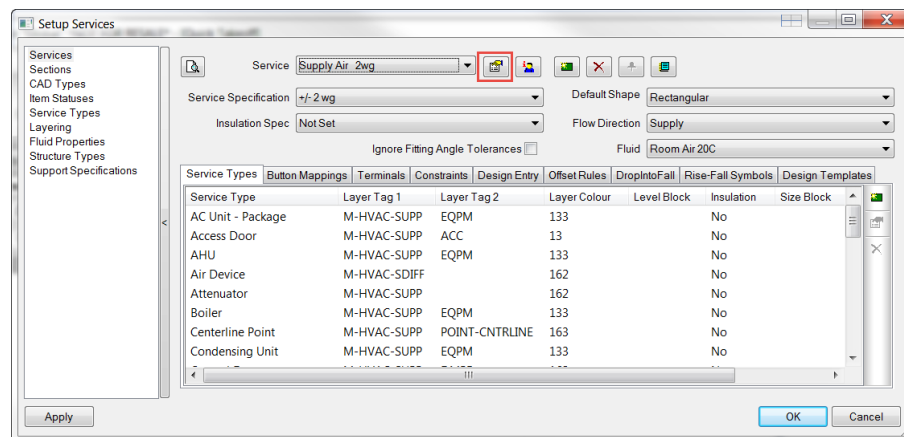 Setup Services
Services
Sections
CAD Types
Item Statuses
Service Types
Layering
Fluid Properties
Structure Types
Support Specifications
Service Supply Air 2wg
Service Specification +/- 2 wg Default Shape Rectangular
Insulation Spec Not Set Flow Direction Supply
Ignore Fitting Angle Tolerances Fluid Room Air 20C
Service Types Button Mappings Terminals Constraints Design Entry Offset Rules DropIntoFall Rise-Fall Symbols Design Templates
Service Type Layer Tag 1 Layer Tag 2 Layer Colour Level Block Insulation Size Block
AC Unit - Package M-HVAC-SUPP EQPM 133 No
Access Door M-HVAC-SUPP ACC 13 No
AHU M-HVAC-SUPP EQPM 133 No
Air Device M-HVAC-SDIFF 162 No
Attenuator M-HVAC-SUPP 162 No
Boiler M-HVAC-SUPP EQPM 133 No
Centerline Point M-HVAC-SUPP POINT-CNTRLINE 163 No
Condensing Unit M-HVAC-SUPP EQPM 133 No
Apply OK Cancel